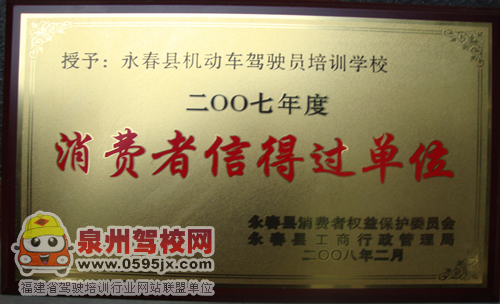 授予：永春县机动车驾驶员培训学校
二〇〇七年度
消费者信得过单位
永春县消费者权益保护委员会
永春县工商行政管理局
二〇〇八年二月
泉州驾校网
www.0595jx.com
福建省驾驶培训行业网站联盟单位